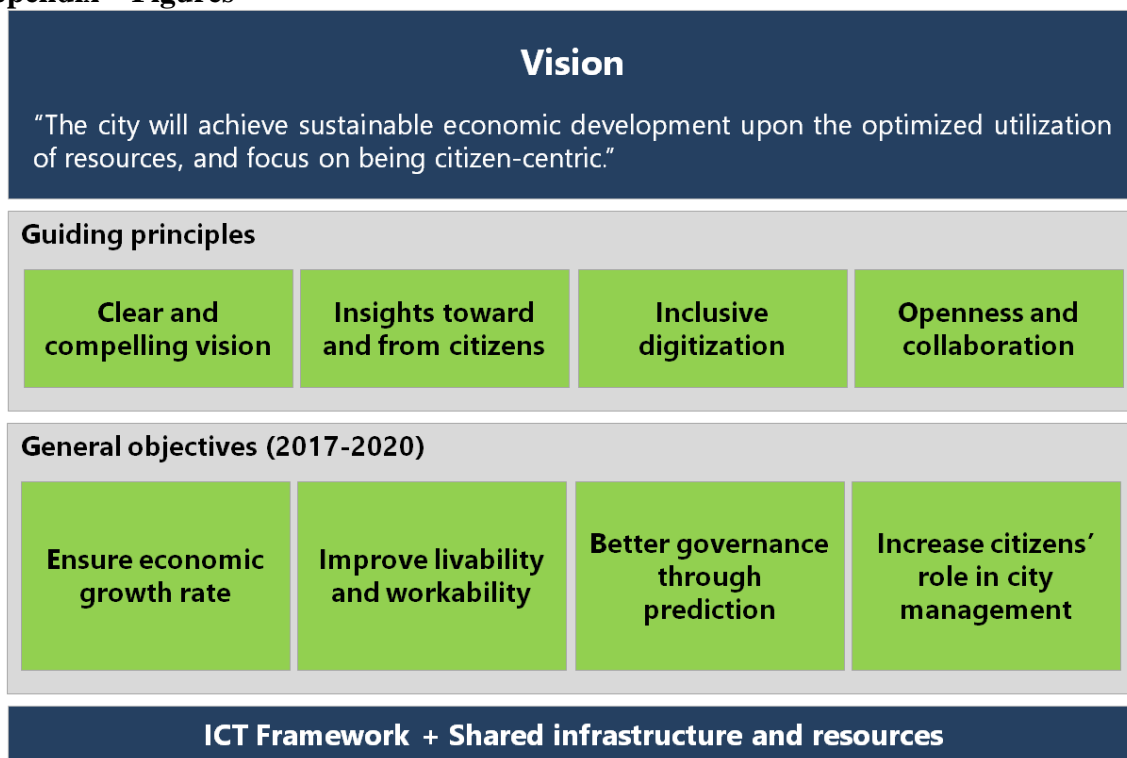 Appendix – Figures
Vision
“The city will achieve sustainable economic development upon the optimized utilization
of resources, and focus on being citizen-centric.”
Guiding principles
Clear and
compelling vision
Insights toward
and from citizens
Inclusive
digitization
Openness and
collaboration
General objectives (2017-2020)
Ensure economic
growth rate
Improve livability
and workability
Better governance
through
prediction
Increase citizens’
role in city
management
ICT Framework + Shared infrastructure and resources